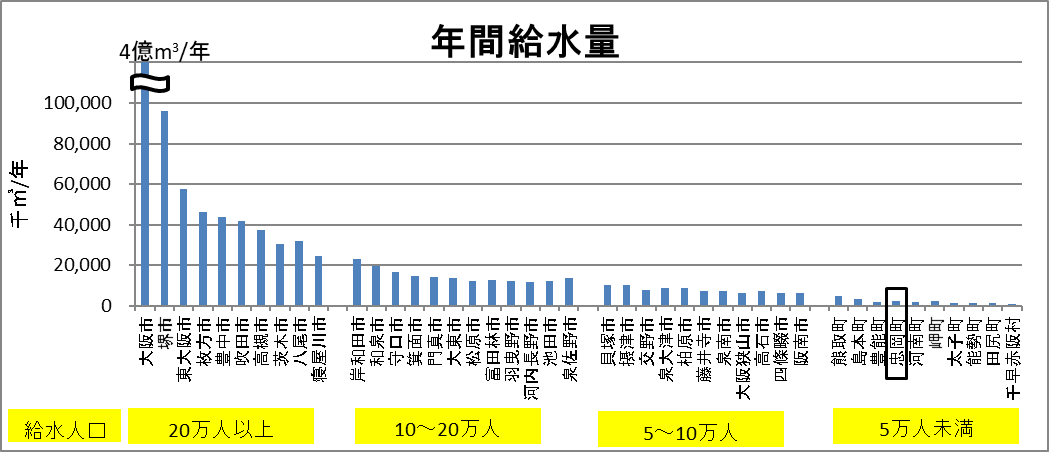 年間給水量
4億m³/年
千㎥/年
100,000
80,000
60,000
40,000
20,000
0
大阪市
堺市
東大阪市
枚方市
豊中市
吹田市
高槻市
茨木市
八尾市
寝屋川市
岸和田市
和泉市
守口市
箕面市
門真市
大東市
松原市
富田林市
羽曳野市
河内長野市
池田市
泉佐野市
貝塚市
摂津市
交野市
泉大津市
柏原市
藤井寺市
泉南市
大阪狭山市
高石市
四條畷市
阪南市
熊取町
島本町
豊能町
忠岡町
河南町
岬町
太子町
能勢町
田尻町
千早赤阪村
給水人口
20万人以上
10～20万人
5～10万人
5万人未満